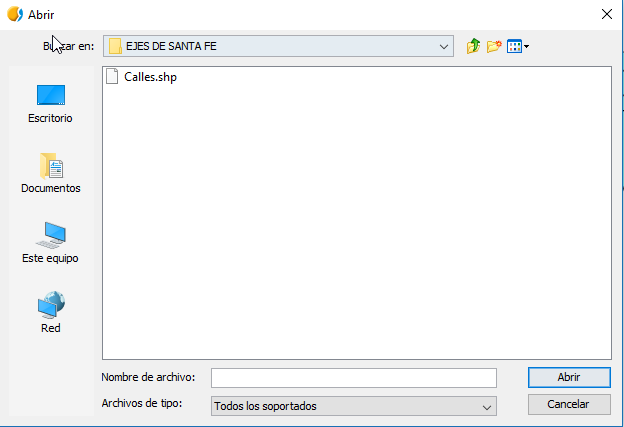 Abrir
Buscar en: EJES DE SANTA FE
Calles.shp
Escritorio
Documentos
Este equipo
Red
Nombre de archivo:
Abrir
Archivos de tipo: Todos los soportados
Cancelar